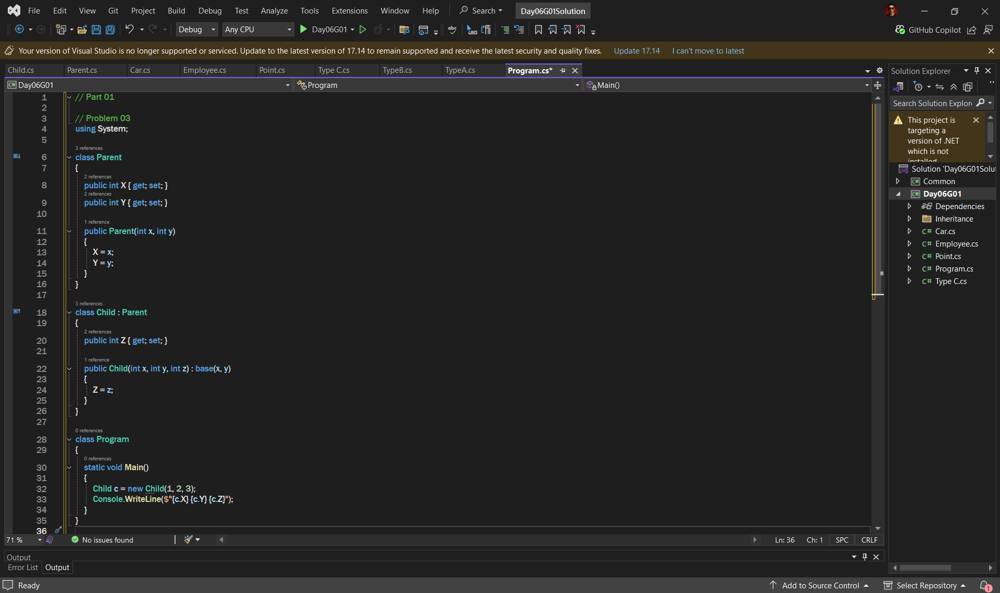 File Edit View Git Project Build Debug Test Analyze Tools Extensions Window Help Search Day06G01Solution
Debug Any CPU Day06G01 abc GitHub Copilot
Your version of Visual Studio is no longer supported or serviced. Update to the latest version of 17.14 to remain supported and receive the latest security and quality fixes. Update 17.14 I can't move to latest
Child.cs Parent.cs Car.cs Employee.cs Point.cs Type C.cs TypeB.cs TypeA.cs Program.cs*
C# Day06G01 Program Main()
1 // Part 01
2
3 // Problem 03
4 using System;
5
3 references
6 class Parent
7 {
2 references
8 public int X { get; set; }
2 references
9 public int Y { get; set; }
10
1 reference
11 public Parent(int x, int y)
12 {
13 X = x;
14 Y = y;
15 }
16 }
17
3 references
18 class Child : Parent
19 {
2 references
20 public int Z { get; set; }
21
1 reference
22 public Child(int x, int y, int z) : base(x, y)
23 {
24 Z = z;
25 }
26 }
27
0 references
28 class Program
29 {
0 references
30 static void Main()
31 {
32 Child c = new Child(1, 2, 3);
33 Console.WriteLine($"{c.X} {c.Y} {c.Z}");
34 }
35 }
36
71 % No issues found Ln: 36 Ch: 1 SPC CRLF
Output
Error List Output
Solution Explorer
Search Solution Explor
This project is
targeting a
version of .NET
which is not
installed
Solution 'Day06G01Solu
C# Common
C# Day06G01
Dependencies
Inheritance
C# Car.cs
C# Employee.cs
C# Point.cs
C# Program.cs
C# Type C.cs
Ready Add to Source Control Select Repository 1